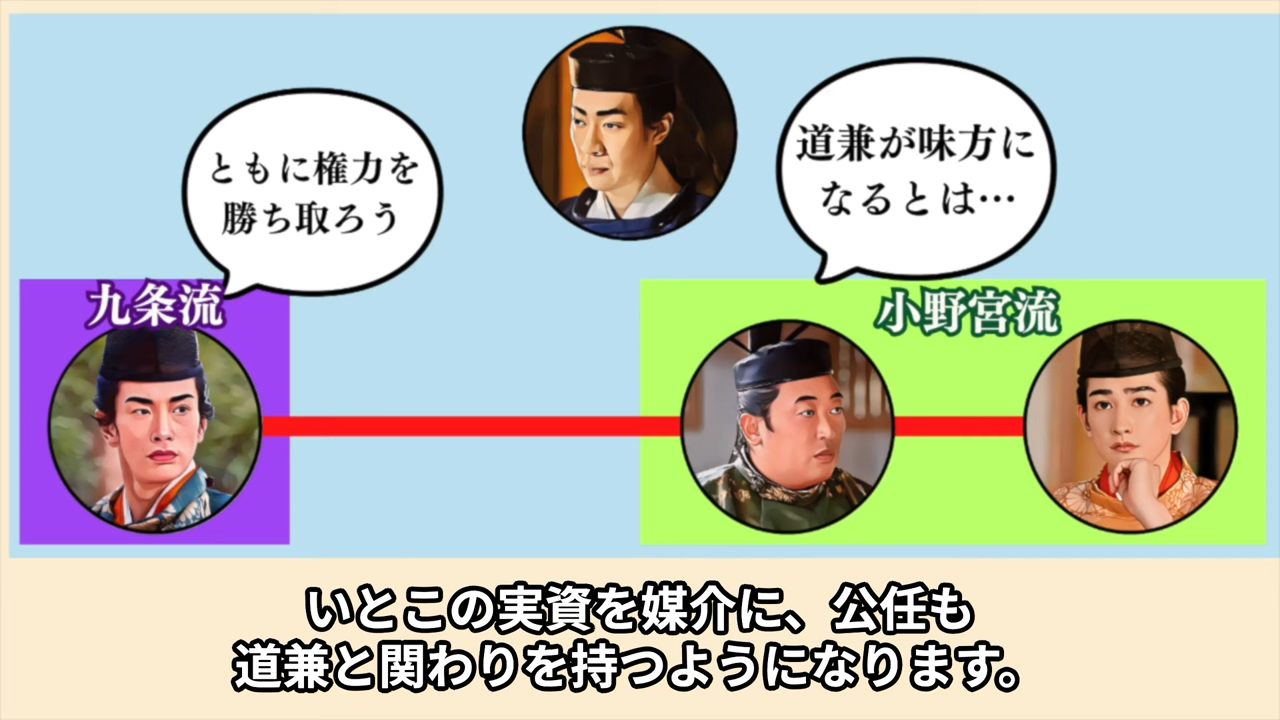 ともに権力を
勝ち取ろう
道兼が味方に
なるとは…
九条流
小野宮流
いとこの実資を媒介に、公任も
道兼と関わりを持つようになります。